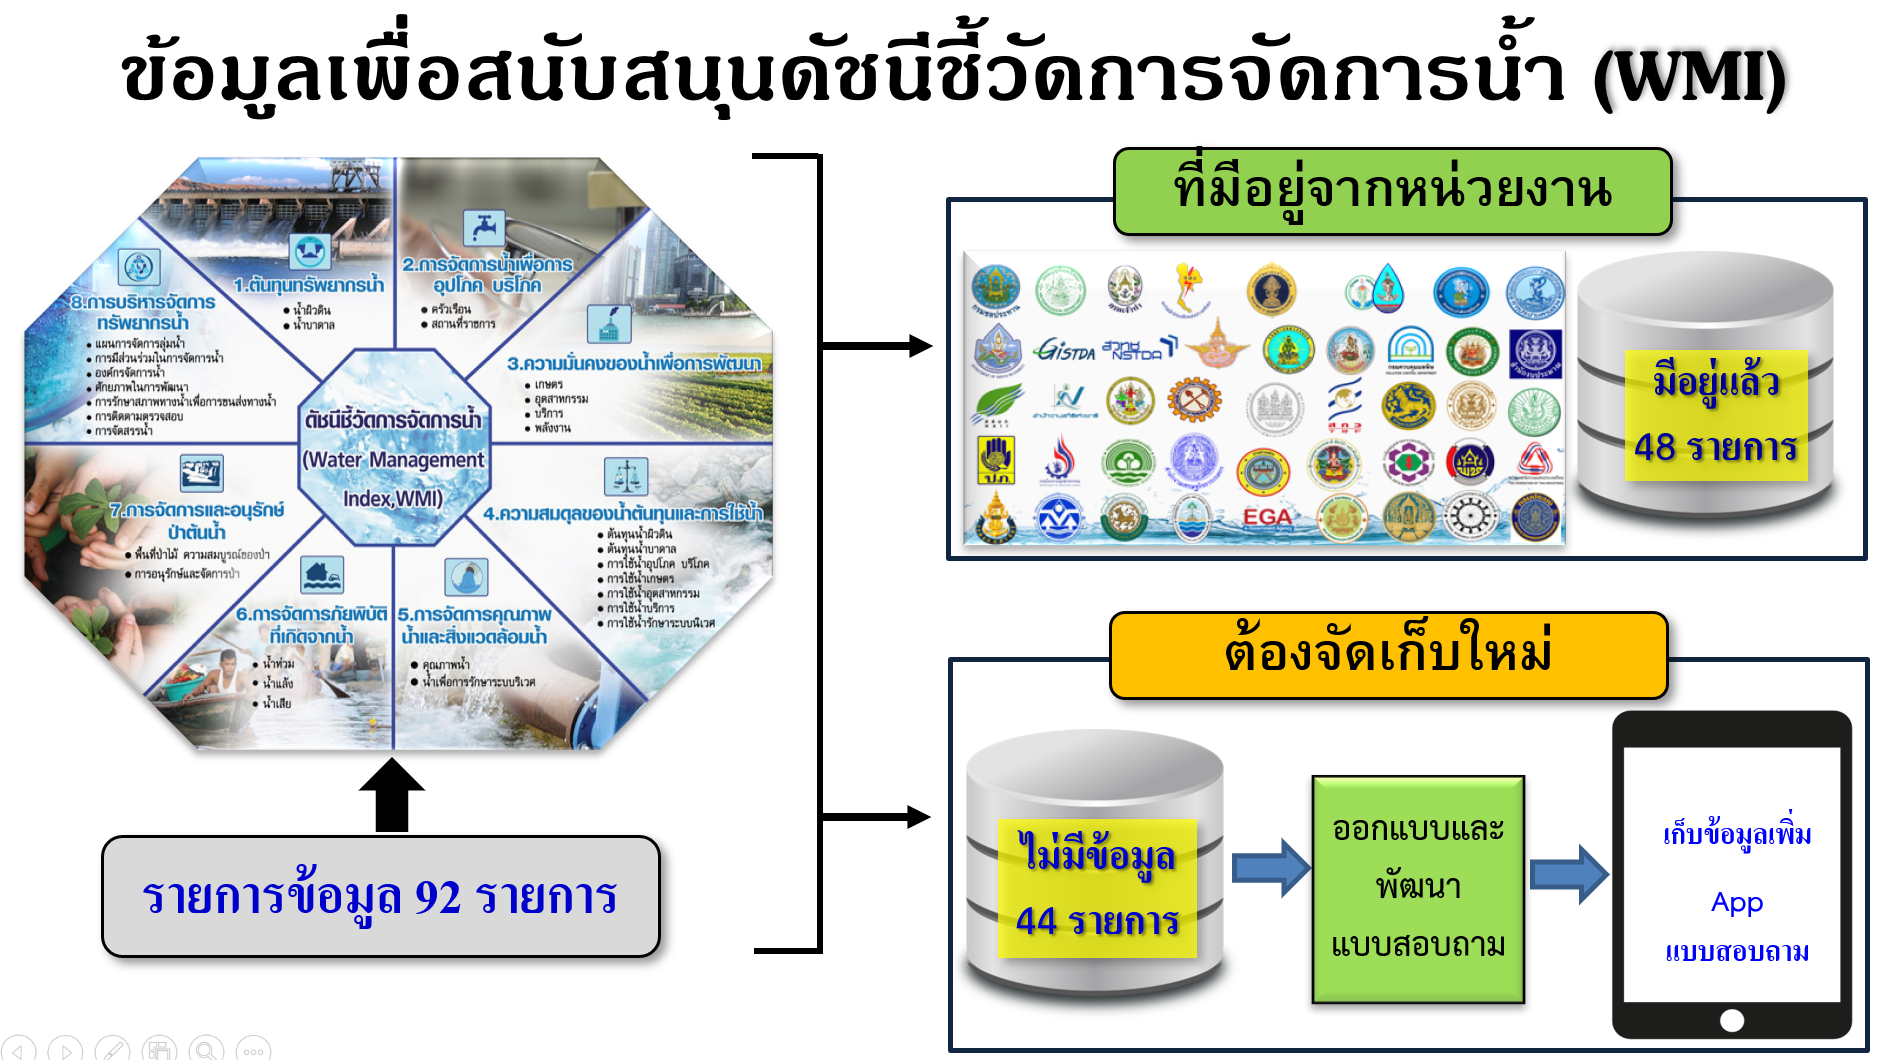 ข้อมูลเพื่อสนับสนุนดัชนีชี้วัดการจัดการน้ำ (WMI)
1.ต้นทุนทรัพยากรน้ำ
● น้ำผิวดิน
● น้ำบาดาล
2.การจัดการน้ำเพื่อการ
อุปโภค บริโภค
● ครัวเรือน
● สถานที่ราชการ
3.ความมั่นคงของน้ำเพื่อการพัฒนา
● เกษตร
● อุตสาหกรรม
● บริการ
● พลังงาน
4.ความสมดุลของน้ำต้นทุนและการใช้น้ำ
● ต้นทุนน้ำผิวดิน
● ต้นทุนน้ำบาดาล
● การใช้น้ำอุปโภค บริโภค
● การใช้น้ำเกษตร
● การใช้น้ำอุตสาหกรรม
● การใช้น้ำบริการ
● การใช้น้ำรักษาระบบนิเวศ
5.การจัดการคุณภาพ
น้ำและสิ่งแวดล้อมน้ำ
● คุณภาพน้ำ
● น้ำเพื่อการรักษาระบบริเวศ
6.การจัดการภัยพิบัติ
ที่เกิดจากน้ำ
● น้ำท่วม
● น้ำแล้ง
● น้ำเสีย
7.การจัดการและอนุรักษ์
ป่าต้นน้ำ
● พื้นที่ป่าไม้ ความสมบูรณ์ของป่า
● การอนุรักษ์และจัดการป่า
8.การบริหารจัดการ
ทรัพยากรน้ำ
● แผนการจัดการลุ่มน้ำ
● การมีส่วนร่วมในการจัดการน้ำ
● องค์กรจัดการน้ำ
● ศักยภาพในการพัฒนา
● การรักษาสภาพทางน้ำเพื่อการขนส่งทางน้ำ
● การติดตามตรวจสอบ
● การจัดสรรน้ำ
ดัชนีชี้วัดการจัดการน้ำ
(Water Management
Index,WMI)
รายการข้อมูล 92 รายการ
ที่มีอยู่จากหน่วยงาน
กรมชลประทาน
GISTDA
สวทช
NSTDA
กรมควบคุมมลพิษ
สำนักงบประมาณ
ปภ.
EGA
มีอยู่แล้ว
48 รายการ
ต้องจัดเก็บใหม่
ไม่มีข้อมูล
44 รายการ
ออกแบบและ
พัฒนา
แบบสอบถาม
เก็บข้อมูลเพิ่ม
App
แบบสอบถาม